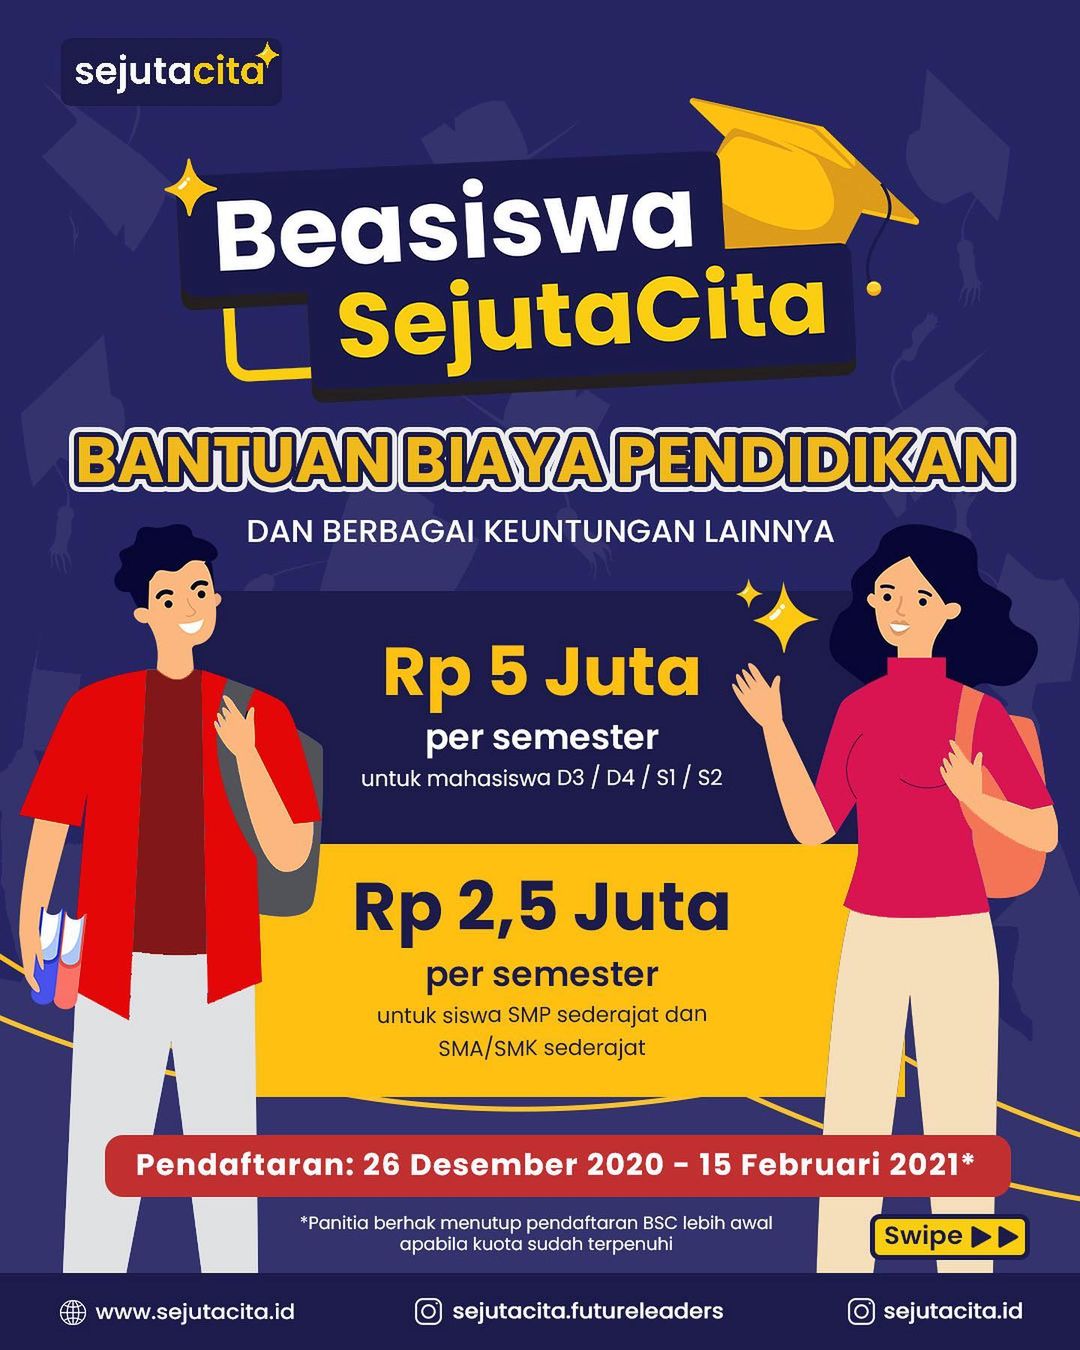 sejutacita
Beasiswa
SejutaCita
BANTUAN BIAYA PENDIDIKAN
DAN BERBAGAI KEUNTUNGAN LAINNYA
Rp 5 Juta
per semester
untuk mahasiswa D3 / D4 / S1 / S2
Rp 2,5 Juta
per semester
untuk siswa SMP sederajat dan
SMA/SMK sederajat
Pendaftaran: 26 Desember 2020 - 15 Februari 2021*
*Panitia berhak menutup pendaftaran BSC lebih awal
apabila kuota sudah terpenuhi
Swipe
www.sejutacita.id
sejutacita.futureleaders
sejutacita.id